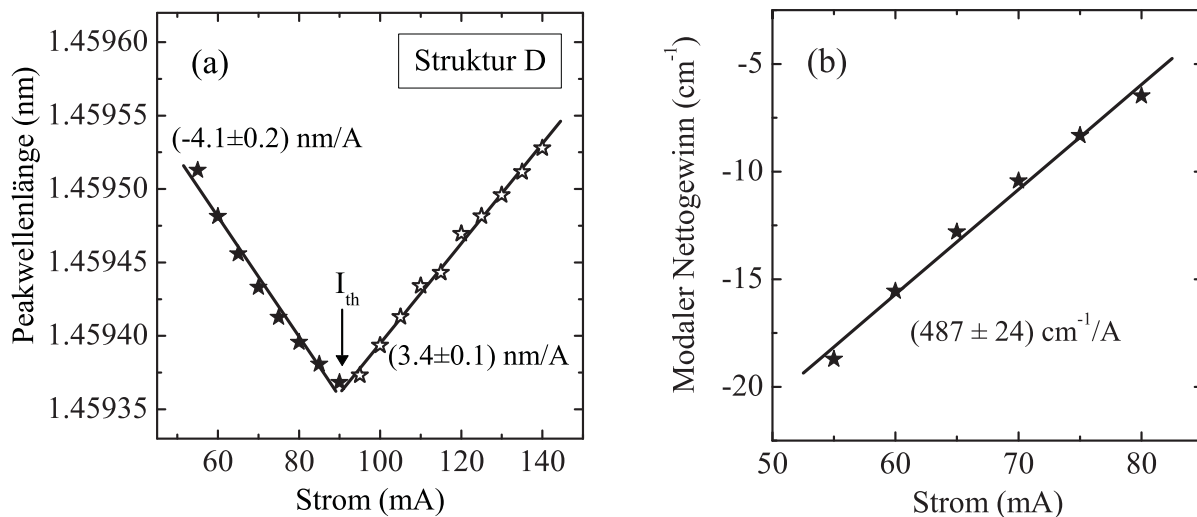 (a)
Struktur D
Peakwellenlänge (nm)
1.45960
1.45955
1.45950
1.45945
1.45940
1.45935
(-4.1±0.2) nm/A
I_th
(3.4±0.1) nm/A
60 80 100 120 140
Strom (mA)
(b)
Modaler Nettogewinn (cm⁻¹)
-5
-10
-15
-20
(487 ± 24) cm⁻¹/A
50 60 70 80
Strom (mA)